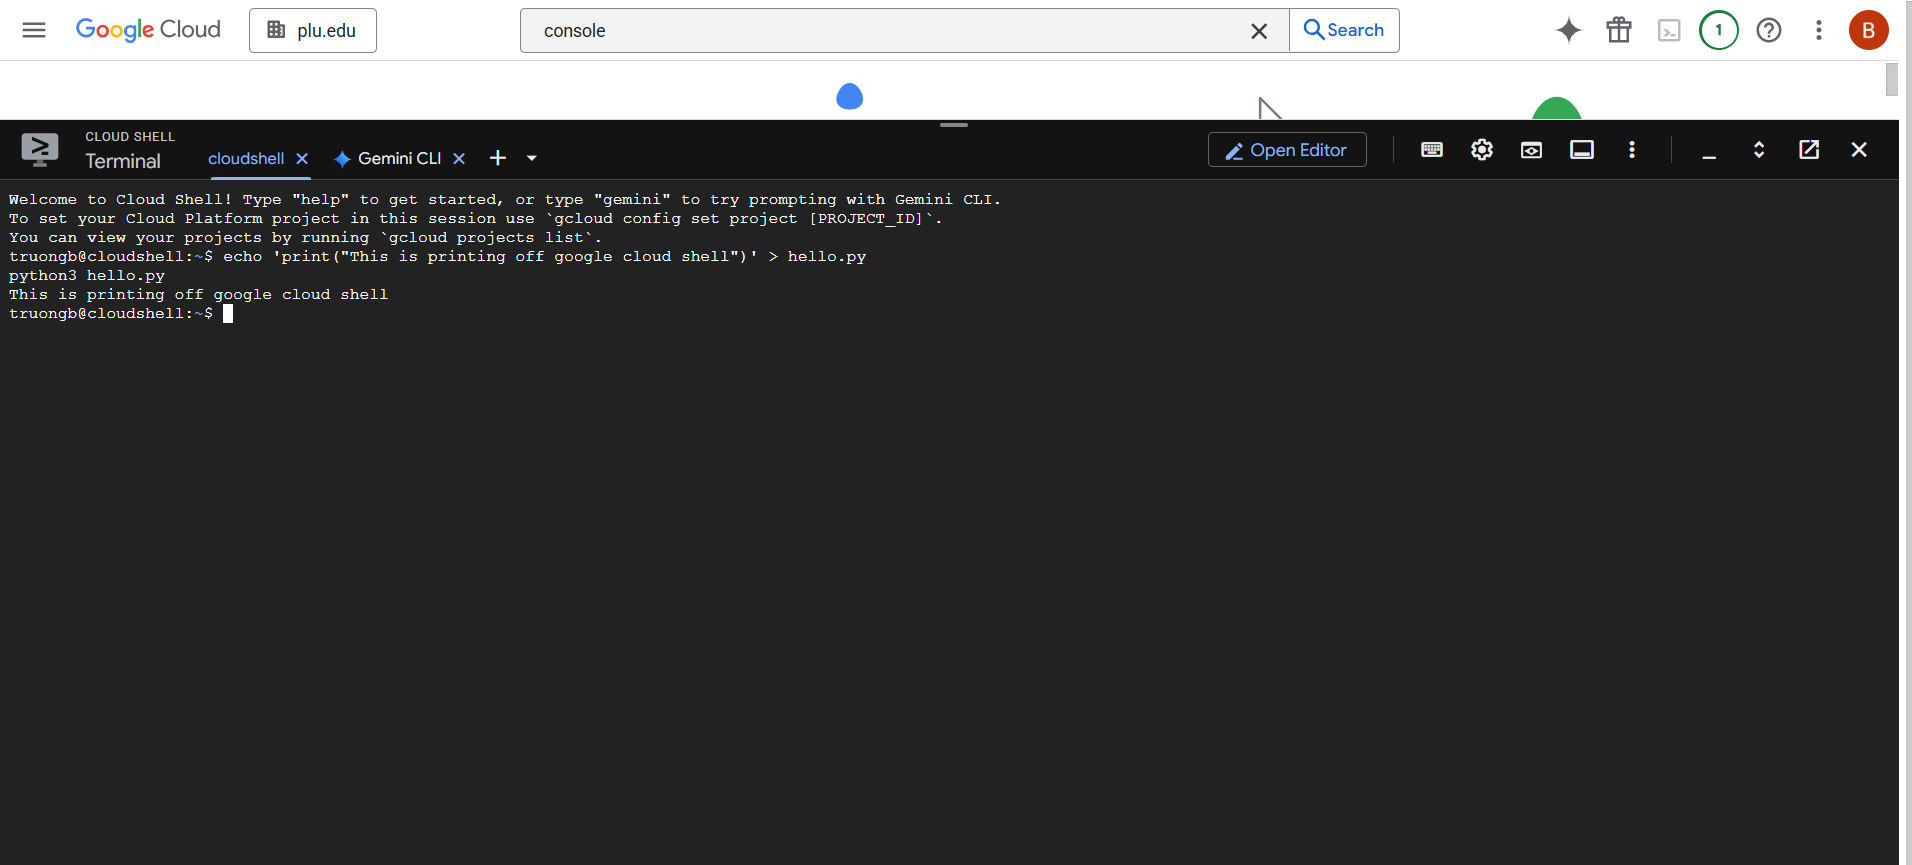 Google Cloud
plu.edu
console
Search
1
B
CLOUD SHELL
Terminal
cloudshell
Gemini CLI
Open Editor
Welcome to Cloud Shell! Type "help" to get started, or type "gemini" to try prompting with Gemini CLI.
To set your Cloud Platform project in this session use `gcloud config set project [PROJECT_ID]`.
You can view your projects by running `gcloud projects list`.
truongb@cloudshell:~$ echo 'print("This is printing off google cloud shell")' > hello.py
python3 hello.py
This is printing off google cloud shell
truongb@cloudshell:~$